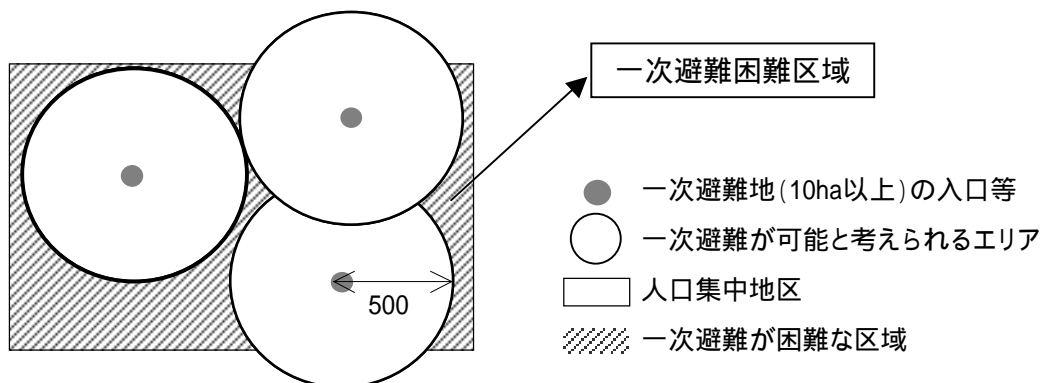 一次避難困難区域
一次避難地(10ha以上)の入口等
一次避難が可能と考えられるエリア
人口集中地区
一次避難が困難な区域
500